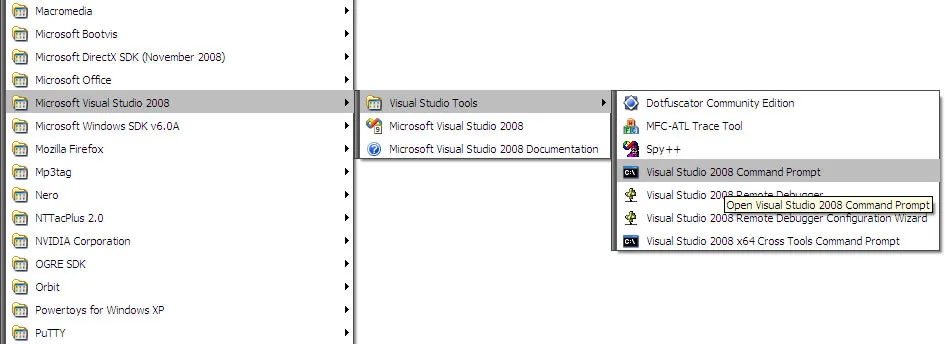 Macromedia
Microsoft Bootvis
Microsoft DirectX SDK (November 2008)
Microsoft Office
Microsoft Visual Studio 2008
Microsoft Windows SDK v6.0A
Mozilla Firefox
Mp3tag
Nero
NTTacPlus 2.0
NVIDIA Corporation
OGRE SDK
Orbit
Powertoys for Windows XP
PuTTY
Visual Studio Tools
Microsoft Visual Studio 2008
Microsoft Visual Studio 2008 Documentation
Dotfuscator Community Edition
MFC-ATL Trace Tool
Spy++
Visual Studio 2008 Command Prompt
Visual Studio 2008 Remote Debugger
Open Visual Studio 2008 Command Prompt
Visual Studio 2008 Remote Debugger Configuration Wizard
Visual Studio 2008 x64 Cross Tools Command Prompt